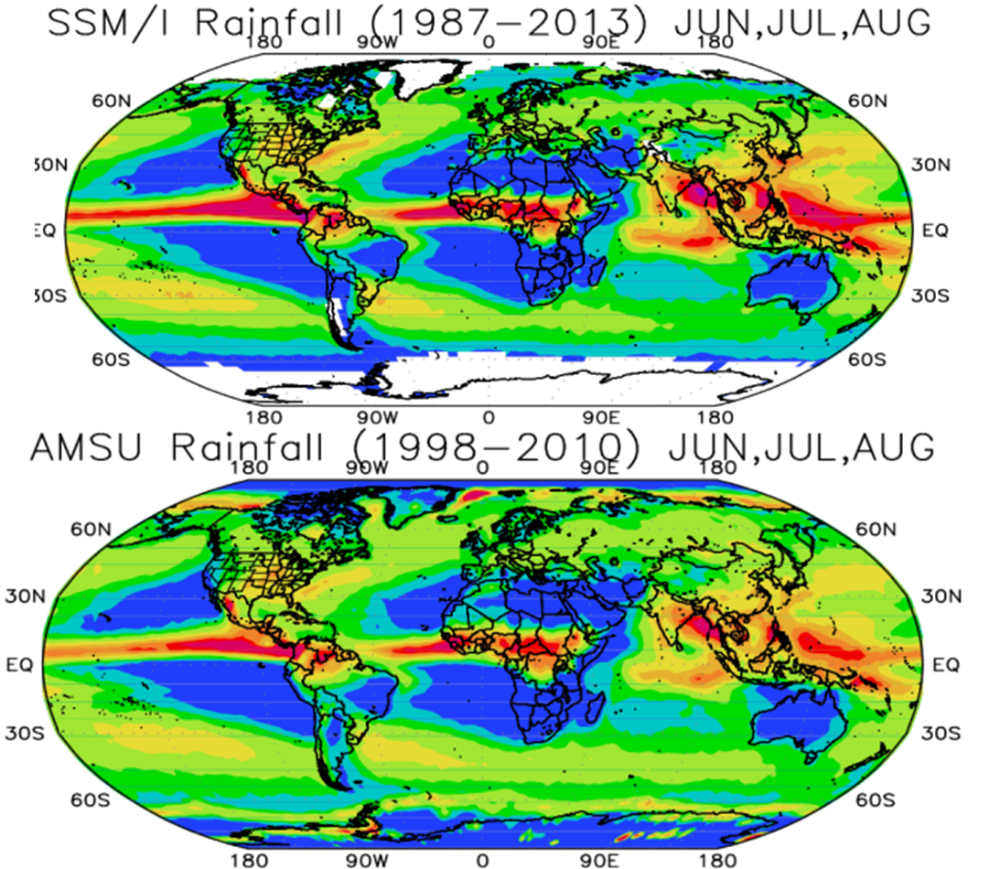 SSM/I Rainfall (1987-2013) JUN,JUL,AUG
180 90W 0 90E 180
60N 60N
30N 30N
EQ EQ
30S 30S
60S 60S
180 90W 0 90E 180
AMSU Rainfall (1998-2010) JUN,JUL,AUG
180 90W 0 90E 180
60N 60N
30N 30N
EQ EQ
30S 30S
60S 60S
180 90W 0 90E 180